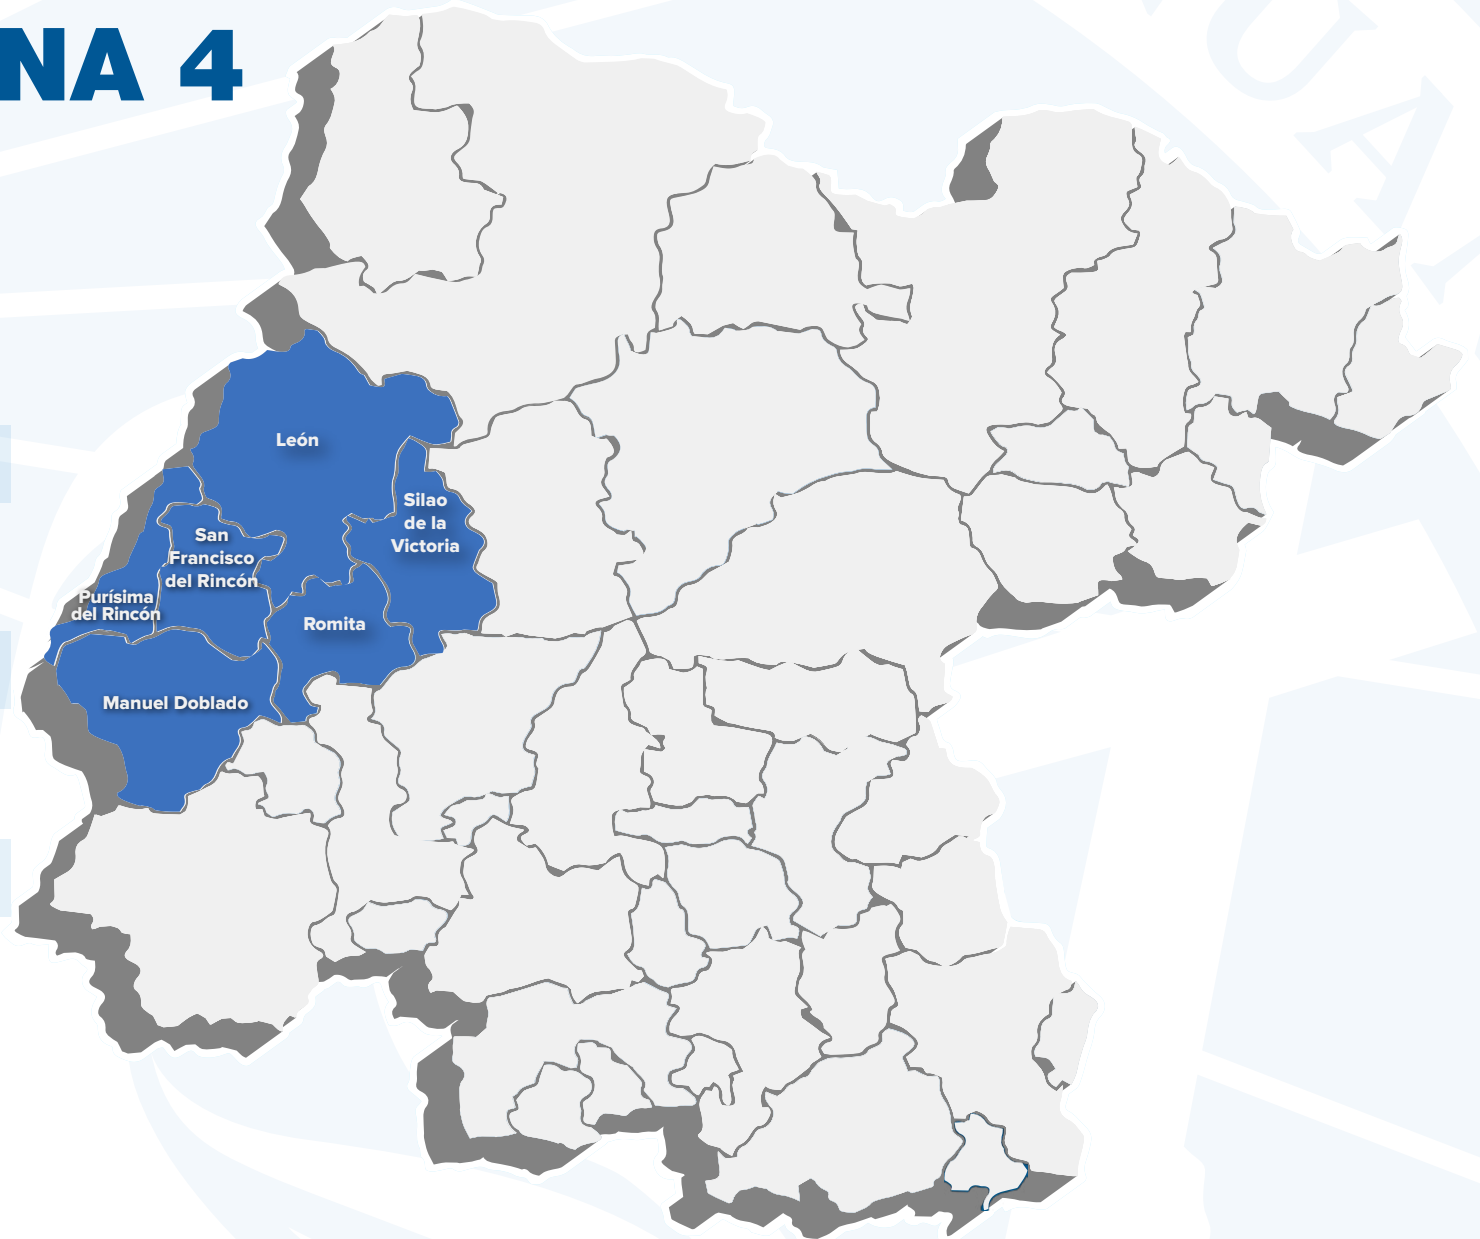 NA 4
León
Silao
de la
Victoria
San
Francisco
del Rincón
Purísima
del Rincón
Romita
Manuel Doblado